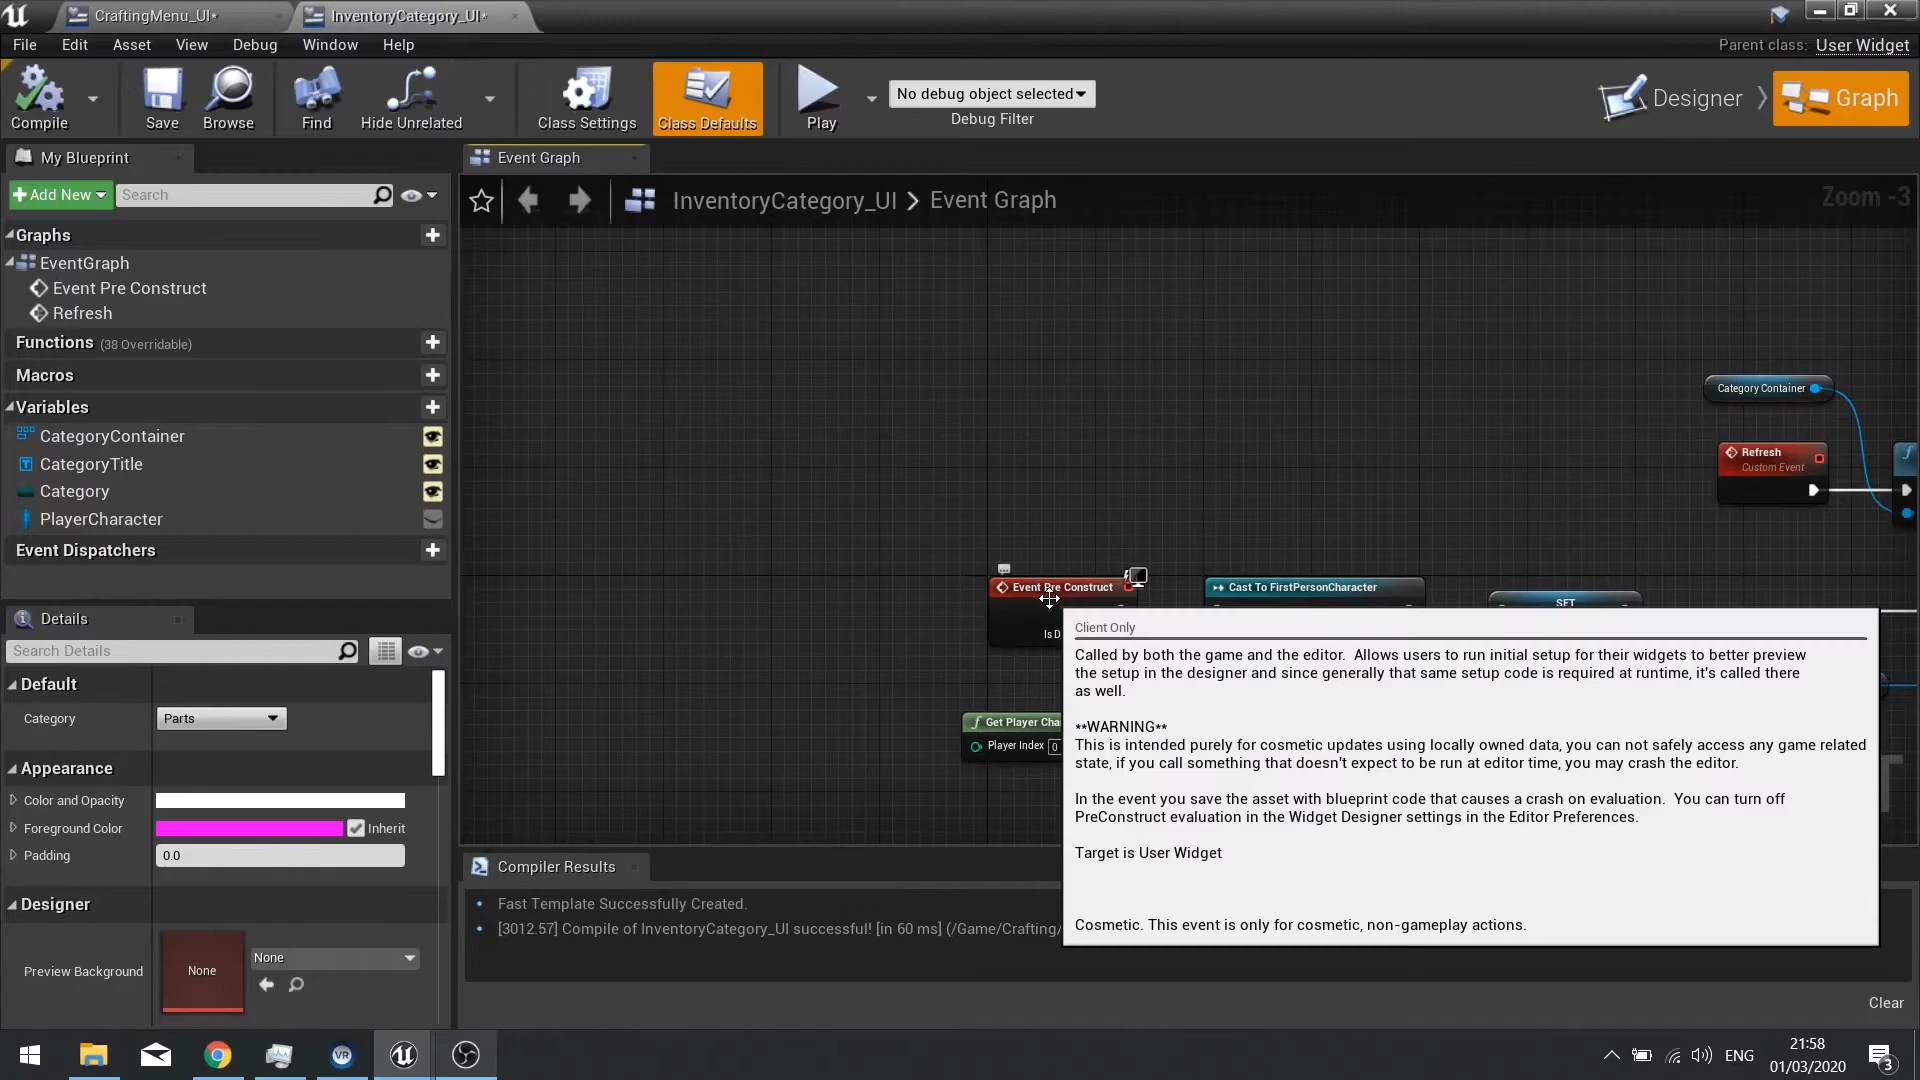 CraftingMenu_UI*
InventoryCategory_UI*
File Edit Asset View Debug Window Help
Parent class: User Widget
Compile
Save
Browse
Find
Hide Unrelated
Class Settings
Class Defaults
Play
No debug object selected
Debug Filter
Designer
Graph
My Blueprint
Add New
Search
Graphs
EventGraph
Event Pre Construct
Refresh
Functions (38 Overridable)
Macros
Variables
CategoryContainer
CategoryTitle
Category
PlayerCharacter
Event Dispatchers
Event Graph
InventoryCategory_UI > Event Graph
Zoom -3
Category Container
Refresh
Custom Event
Event Pre Construct
Cast To FirstPersonCharacter
SET
Is D
f Get Player Cha
Player Index 0
Client Only
Called by both the game and the editor. Allows users to run initial setup for their widgets to better preview
the setup in the designer and since generally that same setup code is required at runtime, it's called there
as well.
**WARNING**
This is intended purely for cosmetic updates using locally owned data, you can not safely access any game related
state, if you call something that doesn't expect to be run at editor time, you may crash the editor.
In the event you save the asset with blueprint code that causes a crash on evaluation. You can turn off
PreConstruct evaluation in the Widget Designer settings in the Editor Preferences.
Target is User Widget
Cosmetic. This event is only for cosmetic, non-gameplay actions.
Details
Search Details
Default
Category
Parts
Appearance
Color and Opacity
Foreground Color
Inherit
Padding
0.0
Designer
Preview Background
None
None
Compiler Results
Fast Template Successfully Created.
[3012.57] Compile of InventoryCategory_UI successful! [in 60 ms] (/Game/Crafting/
Clear
ENG
21:58
01/03/2020
3